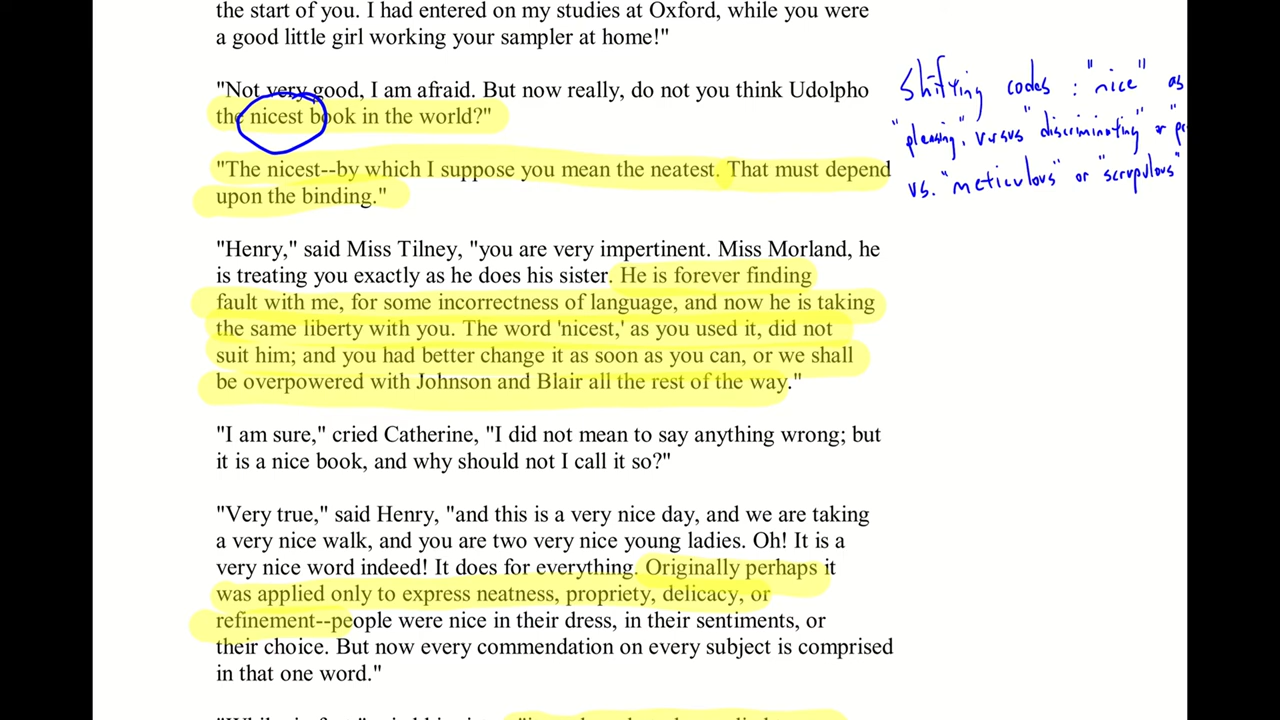 the start of you. I had entered on my studies at Oxford, while you were
a good little girl working your sampler at home!"
"Not very good, I am afraid. But now really, do not you think Udolpho
the nicest book in the world?"
"The nicest--by which I suppose you mean the neatest. That must depend
upon the binding."
"Henry," said Miss Tilney, "you are very impertinent. Miss Morland, he
is treating you exactly as he does his sister. He is forever finding
fault with me, for some incorrectness of language, and now he is taking
the same liberty with you. The word 'nicest,' as you used it, did not
suit him; and you had better change it as soon as you can, or we shall
be overpowered with Johnson and Blair all the rest of the way."
"I am sure," cried Catherine, "I did not mean to say anything wrong; but
it is a nice book, and why should not I call it so?"
"Very true," said Henry, "and this is a very nice day, and we are taking
a very nice walk, and you are two very nice young ladies. Oh! It is a
very nice word indeed! It does for everything. Originally perhaps it
was applied only to express neatness, propriety, delicacy, or
refinement--people were nice in their dress, in their sentiments, or
their choice. But now every commendation on every subject is comprised
in that one word."
Shifying codes : "nice" as
"pleasing", versus "discriminating" or
vs. "meticulous" or "scrupulous"